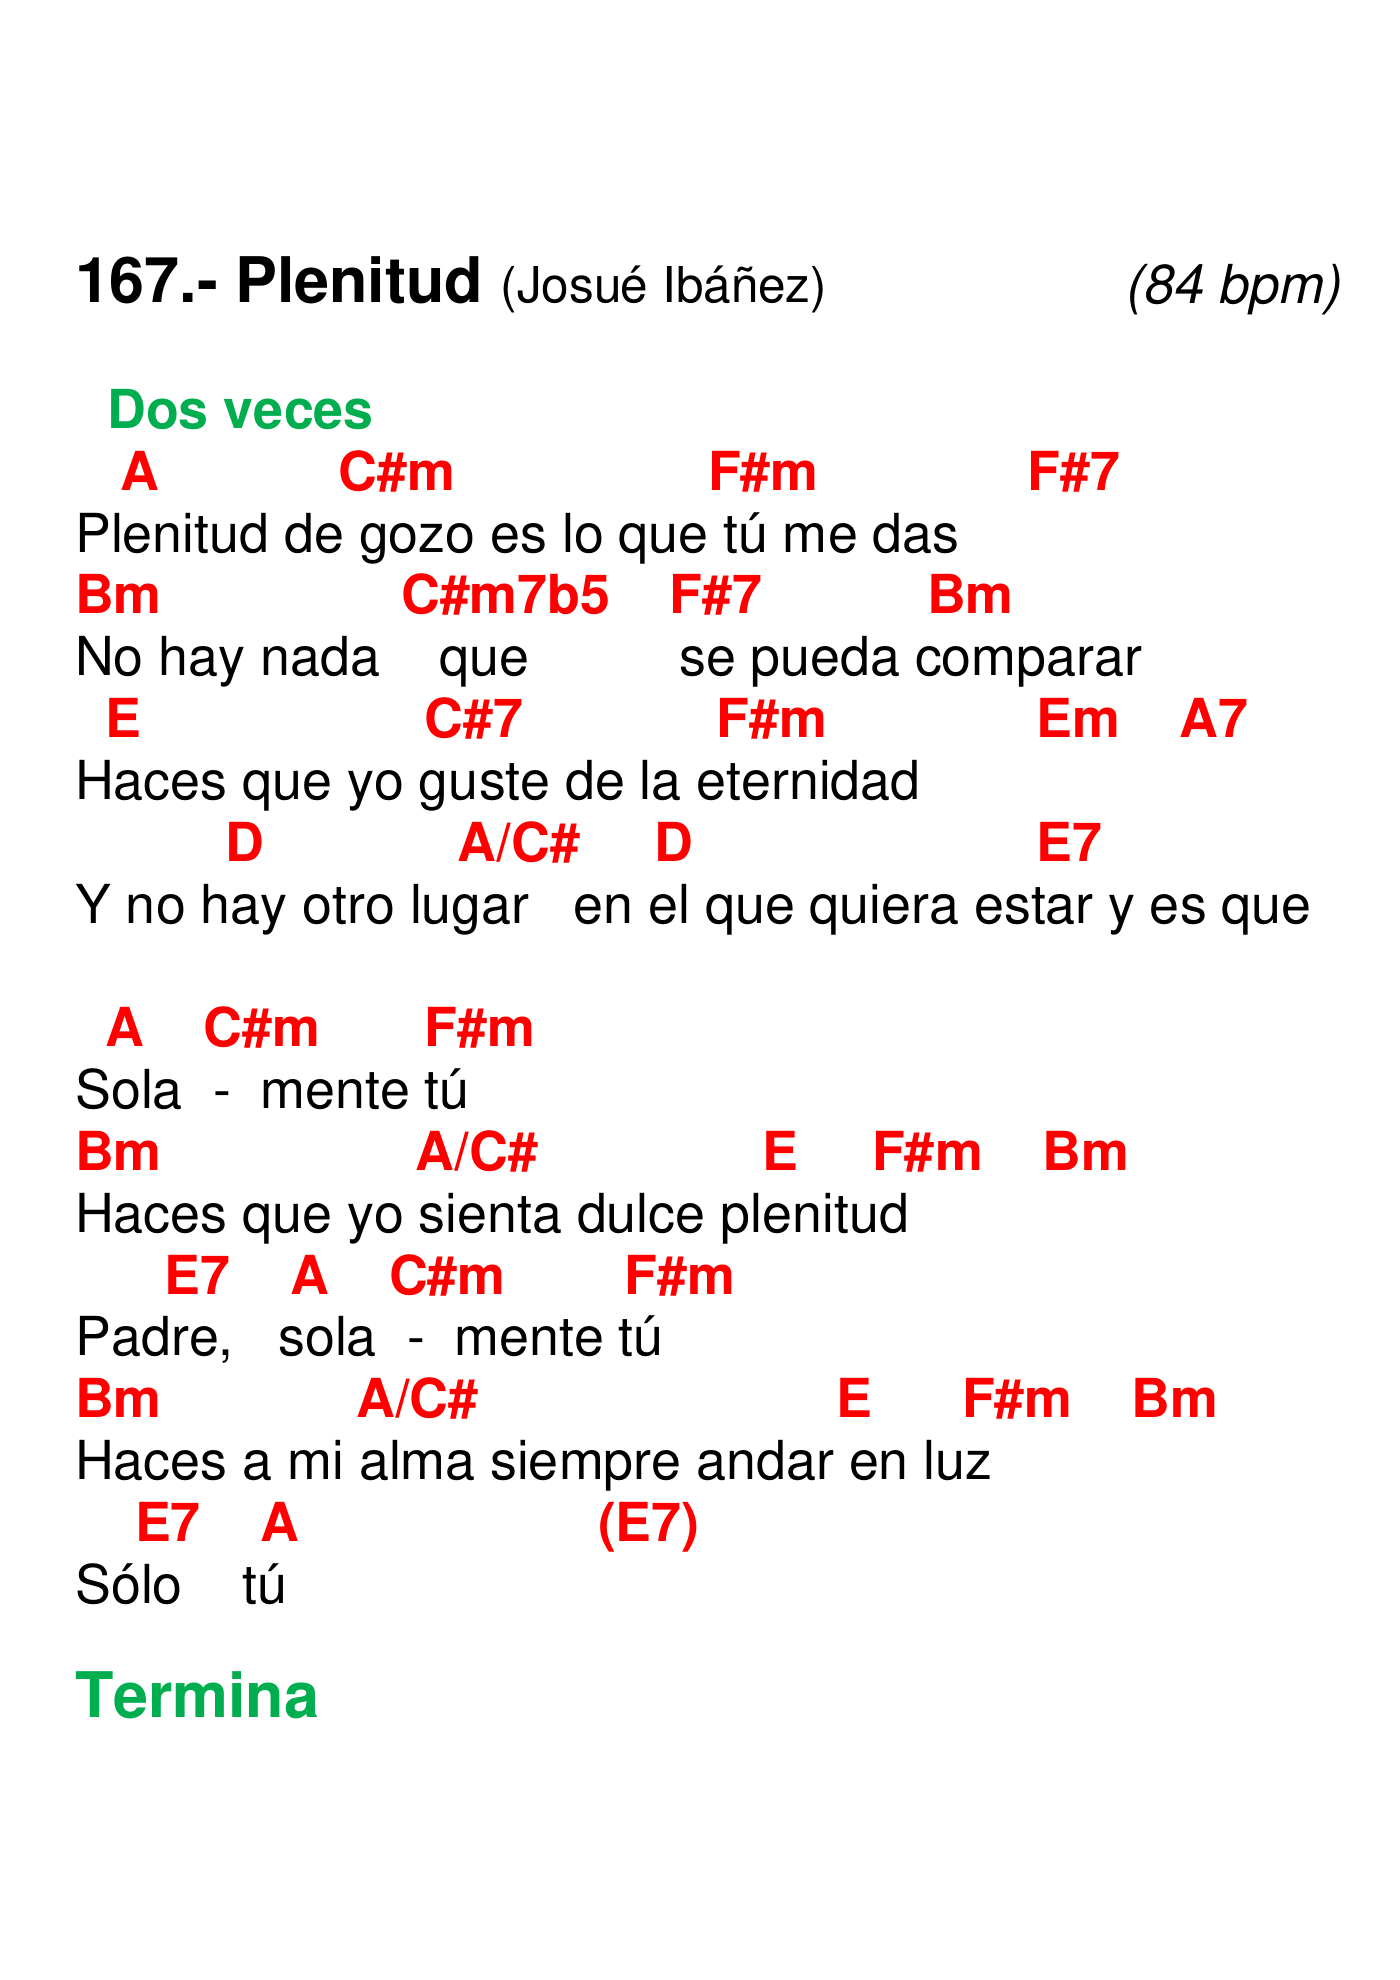 167.- Plenitud (Josué Ibáñez) (84 bpm)
Dos veces
A C#m F#m F#7
Plenitud de gozo es lo que tú me das
Bm C#m7b5 F#7 Bm
No hay nada que se pueda comparar
E C#7 F#m Em A7
Haces que yo guste de la eternidad
D A/C# D E7
Y no hay otro lugar en el que quiera estar y es que
A C#m F#m
Sola - mente tú
Bm A/C# E F#m Bm
Haces que yo sienta dulce plenitud
E7 A C#m F#m
Padre, sola - mente tú
Bm A/C# E F#m Bm
Haces a mi alma siempre andar en luz
E7 A (E7)
Sólo tú
Termina